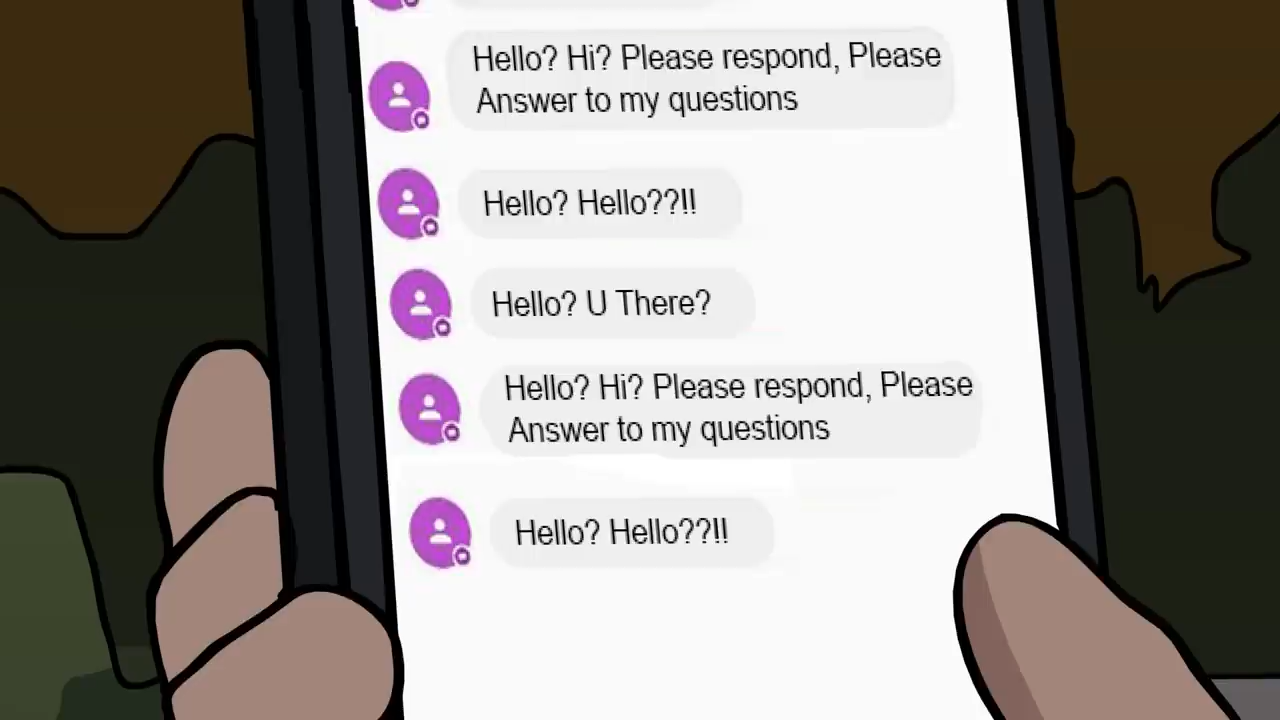 Hello? Hi? Please respond, Please
Answer to my questions
Hello? Hello??!!
Hello? U There?
Hello? Hi? Please respond, Please
Answer to my questions
Hello? Hello??!!